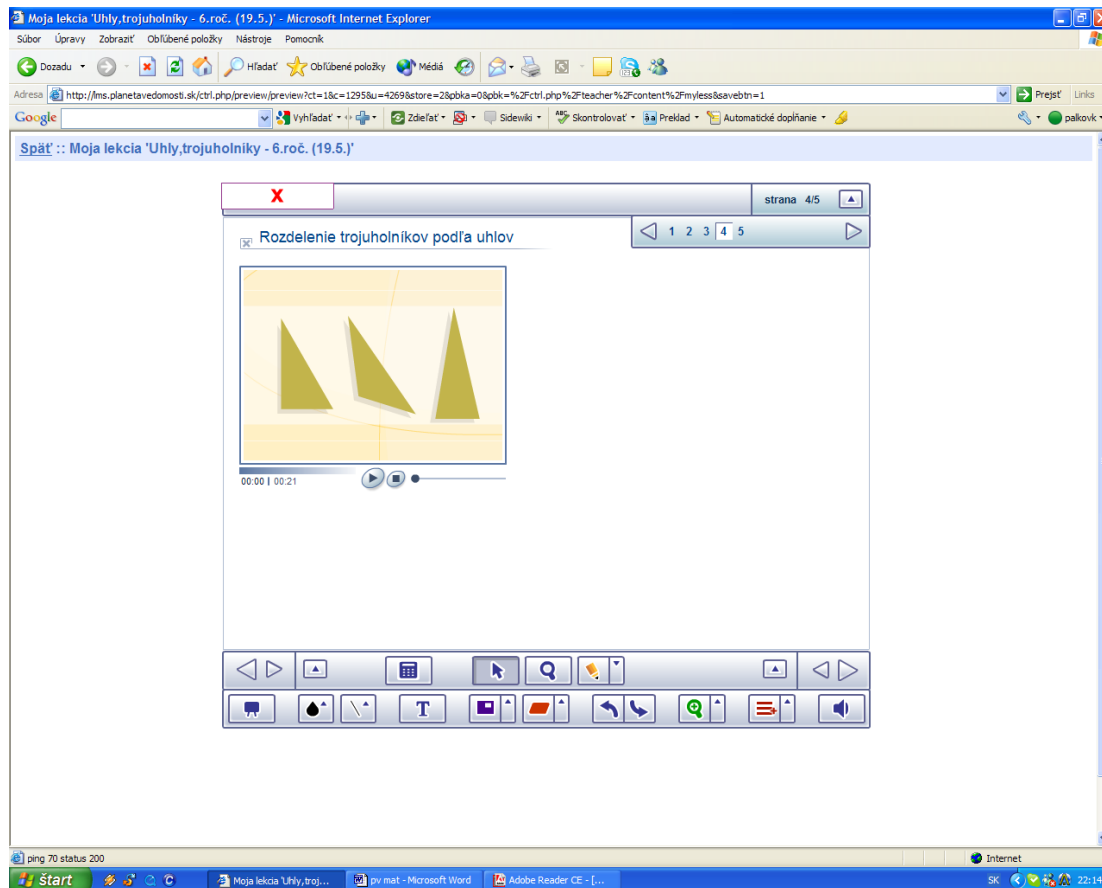 Moja lekcia 'Uhly,trojuholniky - 6.roč. (19.5.)' - Microsoft Internet Explorer
Súbor Úpravy Zobraziť Obľúbené položky Nástroje Pomocník
Dozadu Hľadať Obľúbené položky Médiá
Adresa http://lms.planetavedomosti.sk/ctrl.php/preview/preview?ct=1&c=1295&u=4269&store=2&pbka=0&pbk=%2Fctrl.php%2Fteacher%2Fcontent%2Fmyless&savebtn=1 Prejsť Links
Google Vyhľadať Zdieľať Sidewiki Skontrolovať Preklad Automatické dopĺňanie palkovk
Späť :: Moja lekcia 'Uhly,trojuholniky - 6.roč. (19.5.)'
X strana 4/5
1 2 3 4 5
Rozdelenie trojuholníkov podľa uhlov
00:00 | 00:21
T
ping 70 status 200 Internet
štart Moja lekcia 'Uhly,troj... pv mat - Microsoft Word Adobe Reader CE - [... SK 22:14